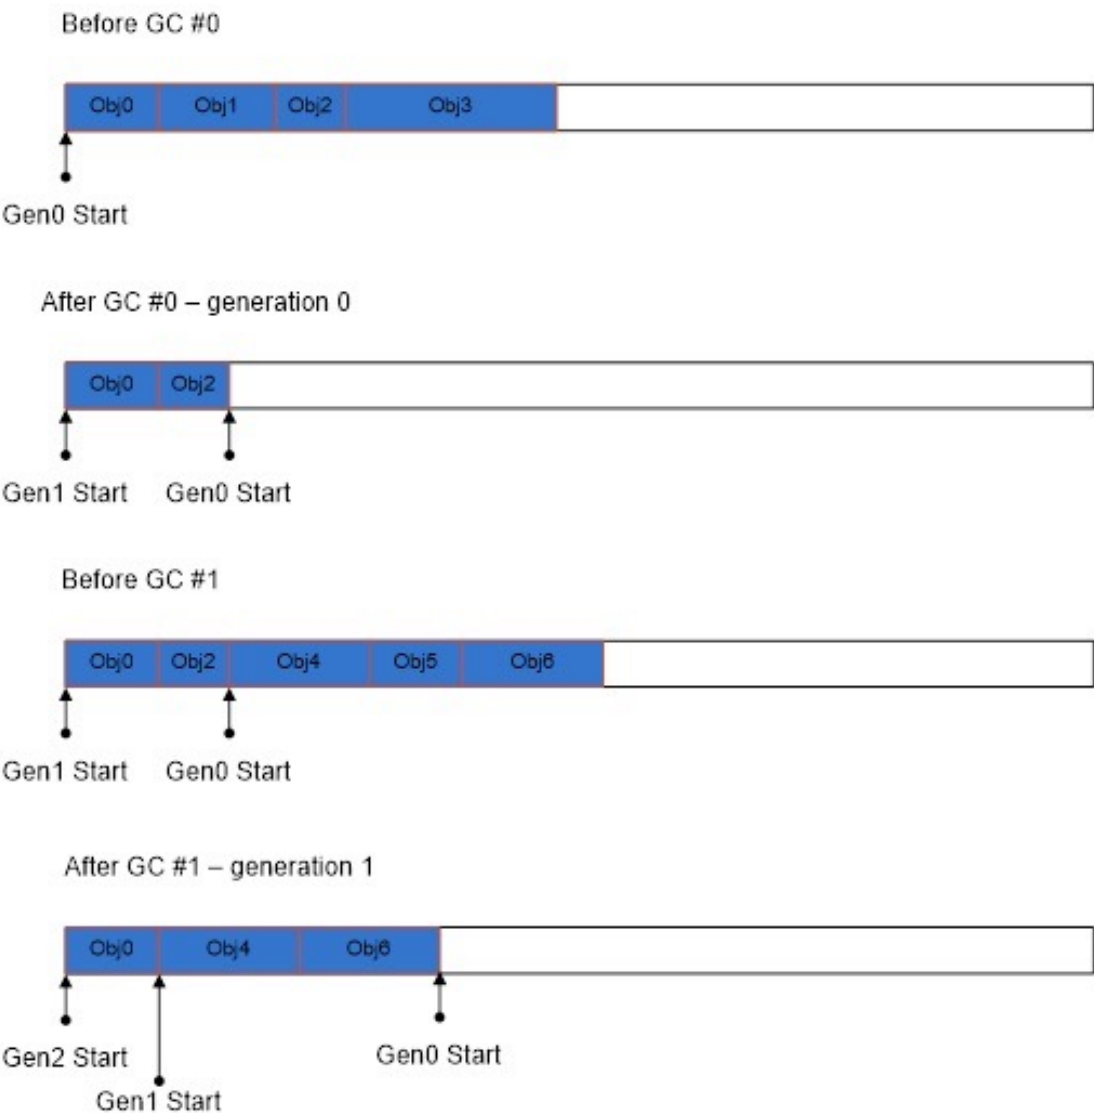 Before GC #0
Obj0 Obj1 Obj2 Obj3
Gen0 Start
After GC #0 – generation 0
Obj0 Obj2
Gen1 Start Gen0 Start
Before GC #1
Obj0 Obj2 Obj4 Obj5 Obj6
Gen1 Start Gen0 Start
After GC #1 – generation 1
Obj0 Obj4 Obj6
Gen2 Start Gen0 Start
Gen1 Start